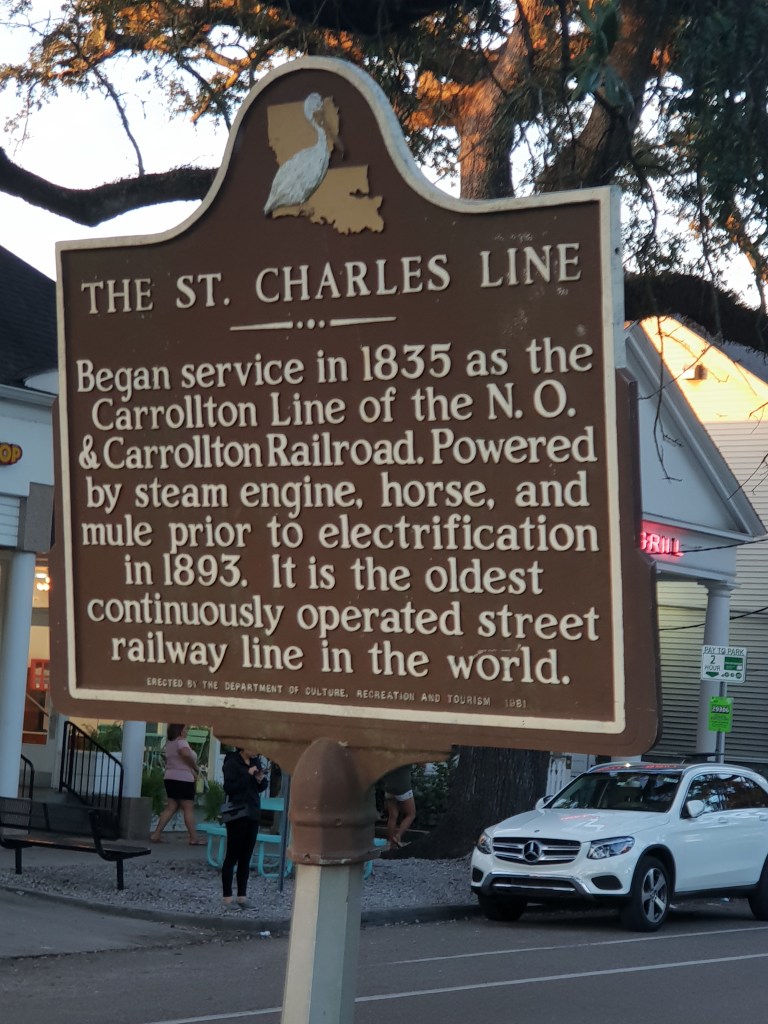 THE ST. CHARLES LINE
Began service in 1835 as the
Carrollton Line of the N. O.
& Carrollton Railroad. Powered
by steam engine, horse, and
mule prior to electrification
in 1893. It is the oldest
continuously operated street
railway line in the world.
ERECTED BY THE DEPARTMENT OF CULTURE, RECREATION AND TOURISM 1981
OP
GRILL
PAY TO PARK
2
HOUR